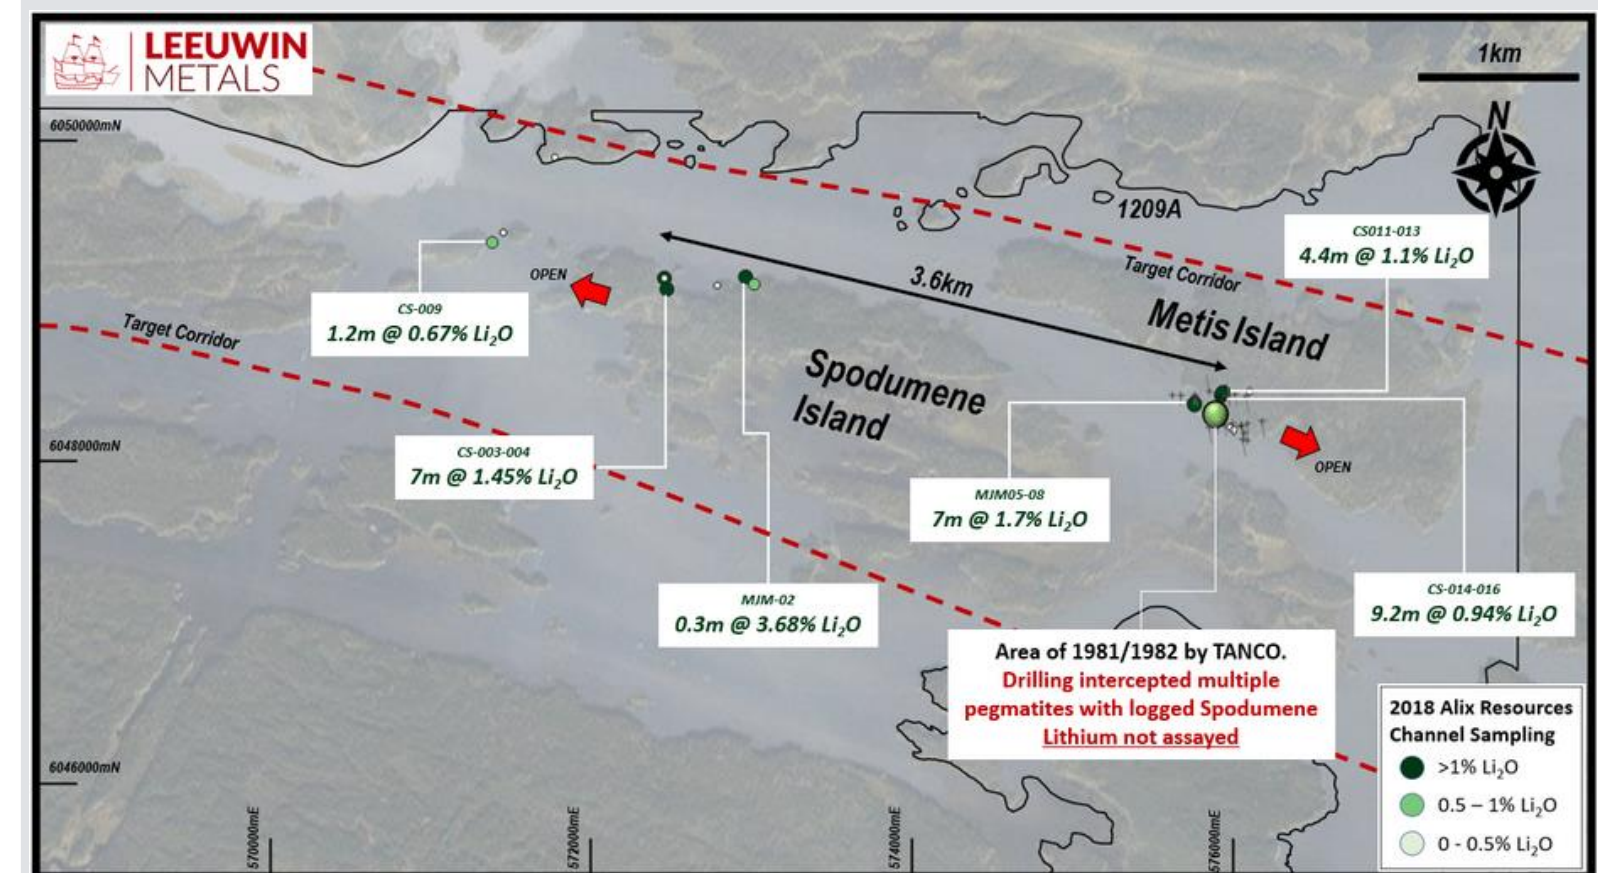 LEEUWIN
METALS
1km
N
6050000mN
1209A
CS011-013
4.4m @ 1.1% Li₂O
OPEN
3.6km
Target Corridor
CS-009
1.2m @ 0.67% Li₂O
Target Corridor
Metis Island
Spodumene
Island
6048000mN
CS-003-004
7m @ 1.45% Li₂O
OPEN
MJM05-08
7m @ 1.7% Li₂O
MJM-02
0.3m @ 3.68% Li₂O
CS-014-016
9.2m @ 0.94% Li₂O
Area of 1981/1982 by TANCO.
Drilling intercepted multiple
pegmatites with logged Spodumene
Lithium not assayed
2018 Alix Resources
Channel Sampling
>1% Li₂O
0.5 – 1% Li₂O
0 - 0.5% Li₂O
6046000mN
570000mE
572000mE
574000mE
576000mE